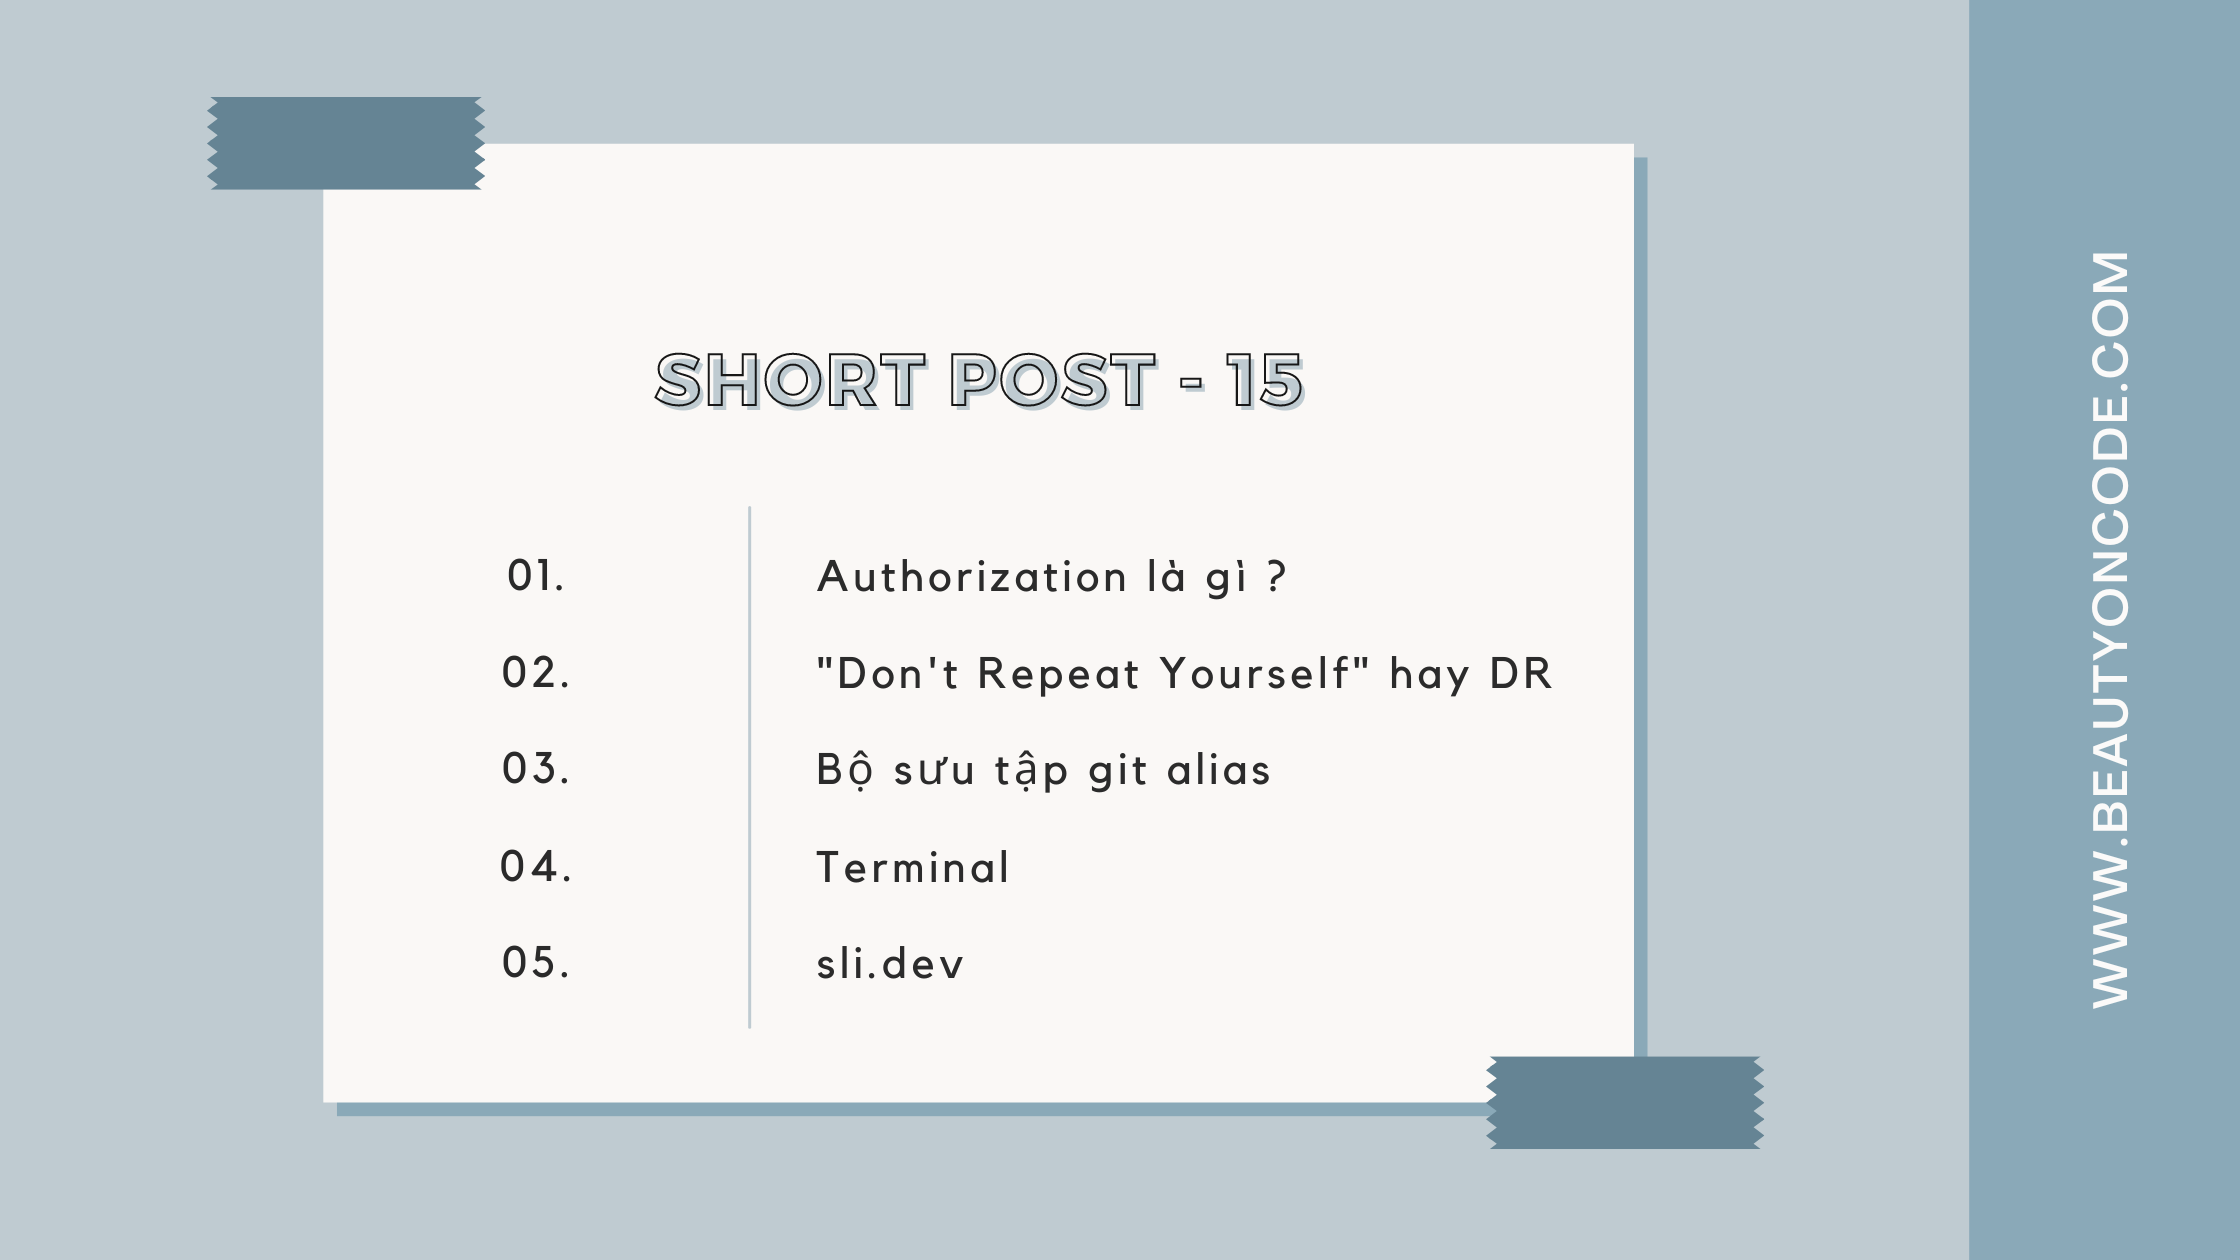 SHORT POST - 15
01. Authorization là gì ?
02. "Don't Repeat Yourself" hay DR
03. Bộ sưu tập git alias
04. Terminal
05. sli.dev
WWW.BEAUTYONCODE.COM